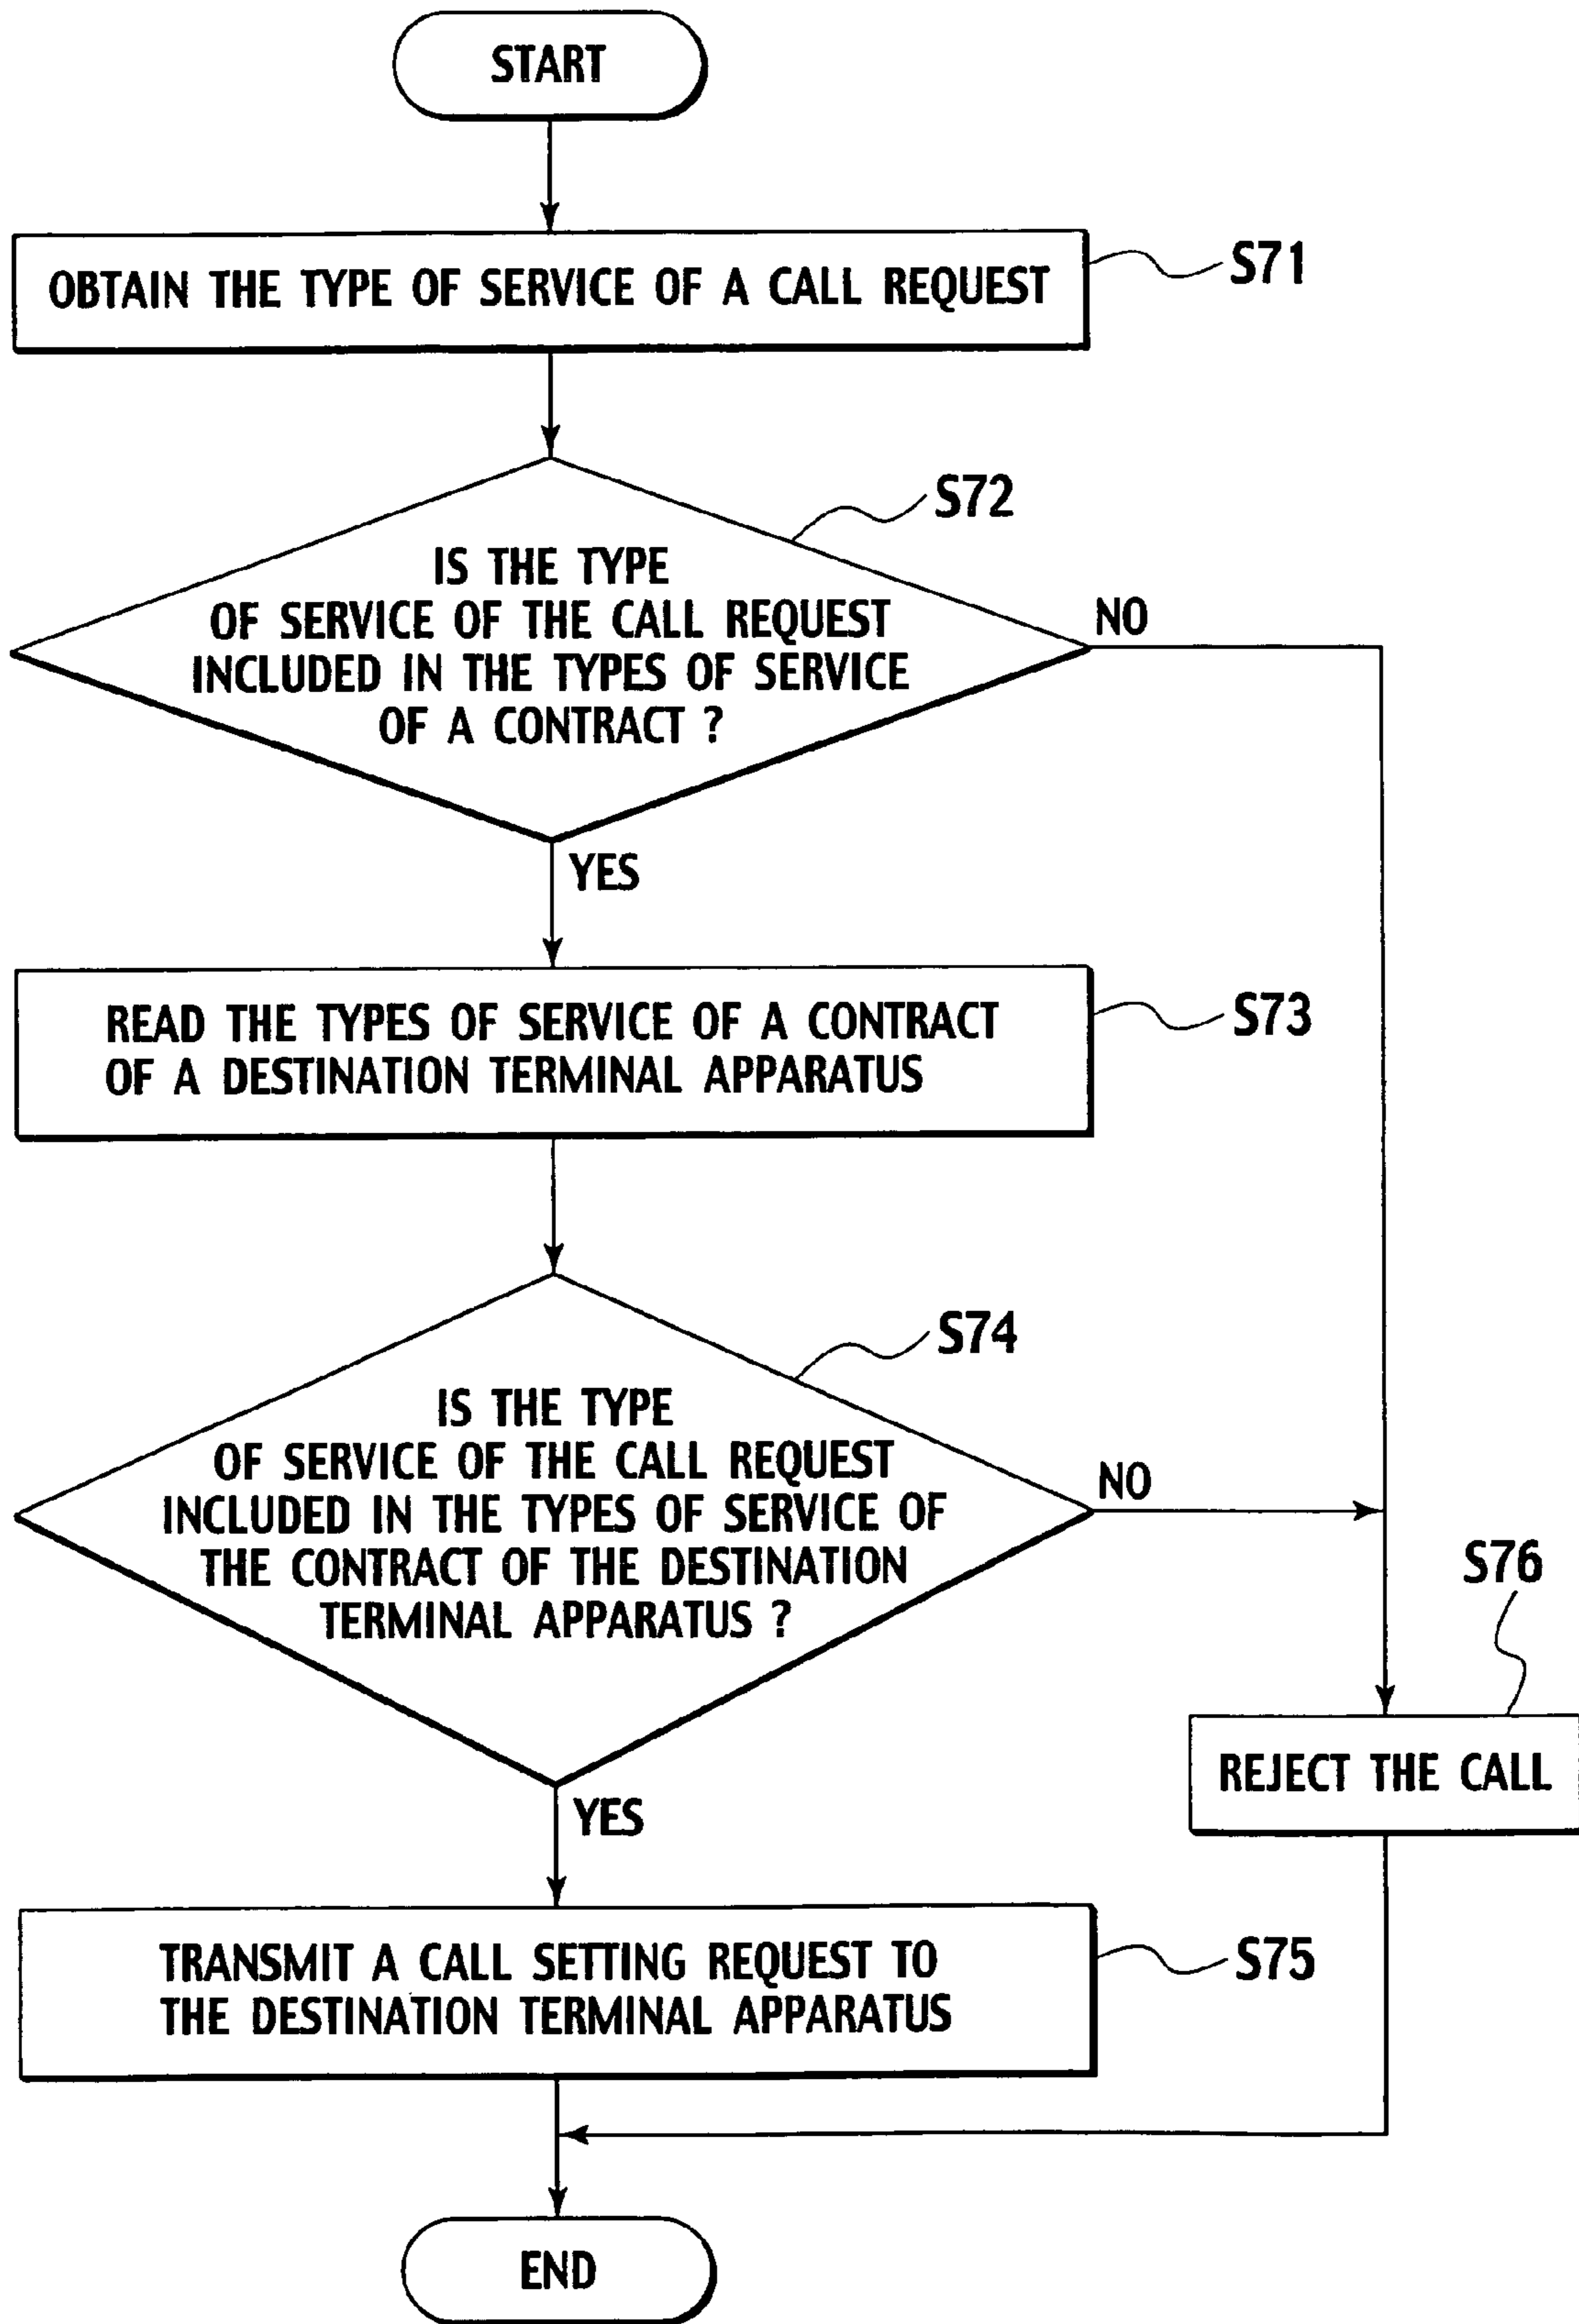 START
OBTAIN THE TYPE OF SERVICE OF A CALL REQUEST
S71
S72
IS THE TYPE
OF SERVICE OF THE CALL REQUEST
INCLUDED IN THE TYPES OF SERVICE
OF A CONTRACT ?
NO
YES
READ THE TYPES OF SERVICE OF A CONTRACT
OF A DESTINATION TERMINAL APPARATUS
S73
S74
IS THE TYPE
OF SERVICE OF THE CALL REQUEST
INCLUDED IN THE TYPES OF SERVICE OF
THE CONTRACT OF THE DESTINATION
TERMINAL APPARATUS ?
NO
S76
REJECT THE CALL
YES
TRANSMIT A CALL SETTING REQUEST TO
THE DESTINATION TERMINAL APPARATUS
S75
END